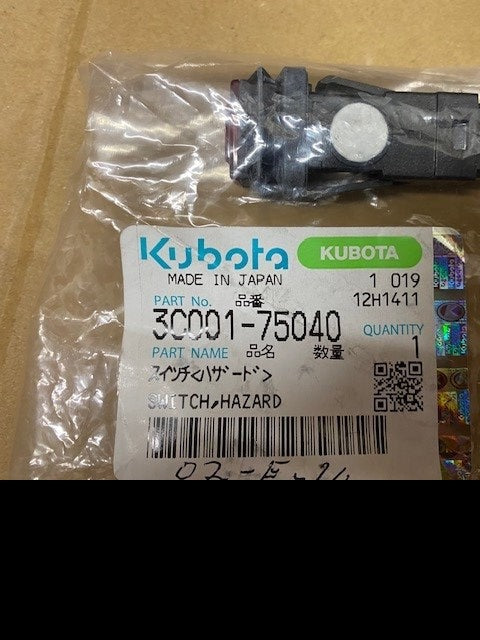 Kubota KUBOTA
MADE IN JAPAN 1 019
PART No. 品番 12H1411
3C001-75040 QUANTITY
PART NAME 品名 数量 1
スイツチ<ハザード>
SWITCH,HAZARD